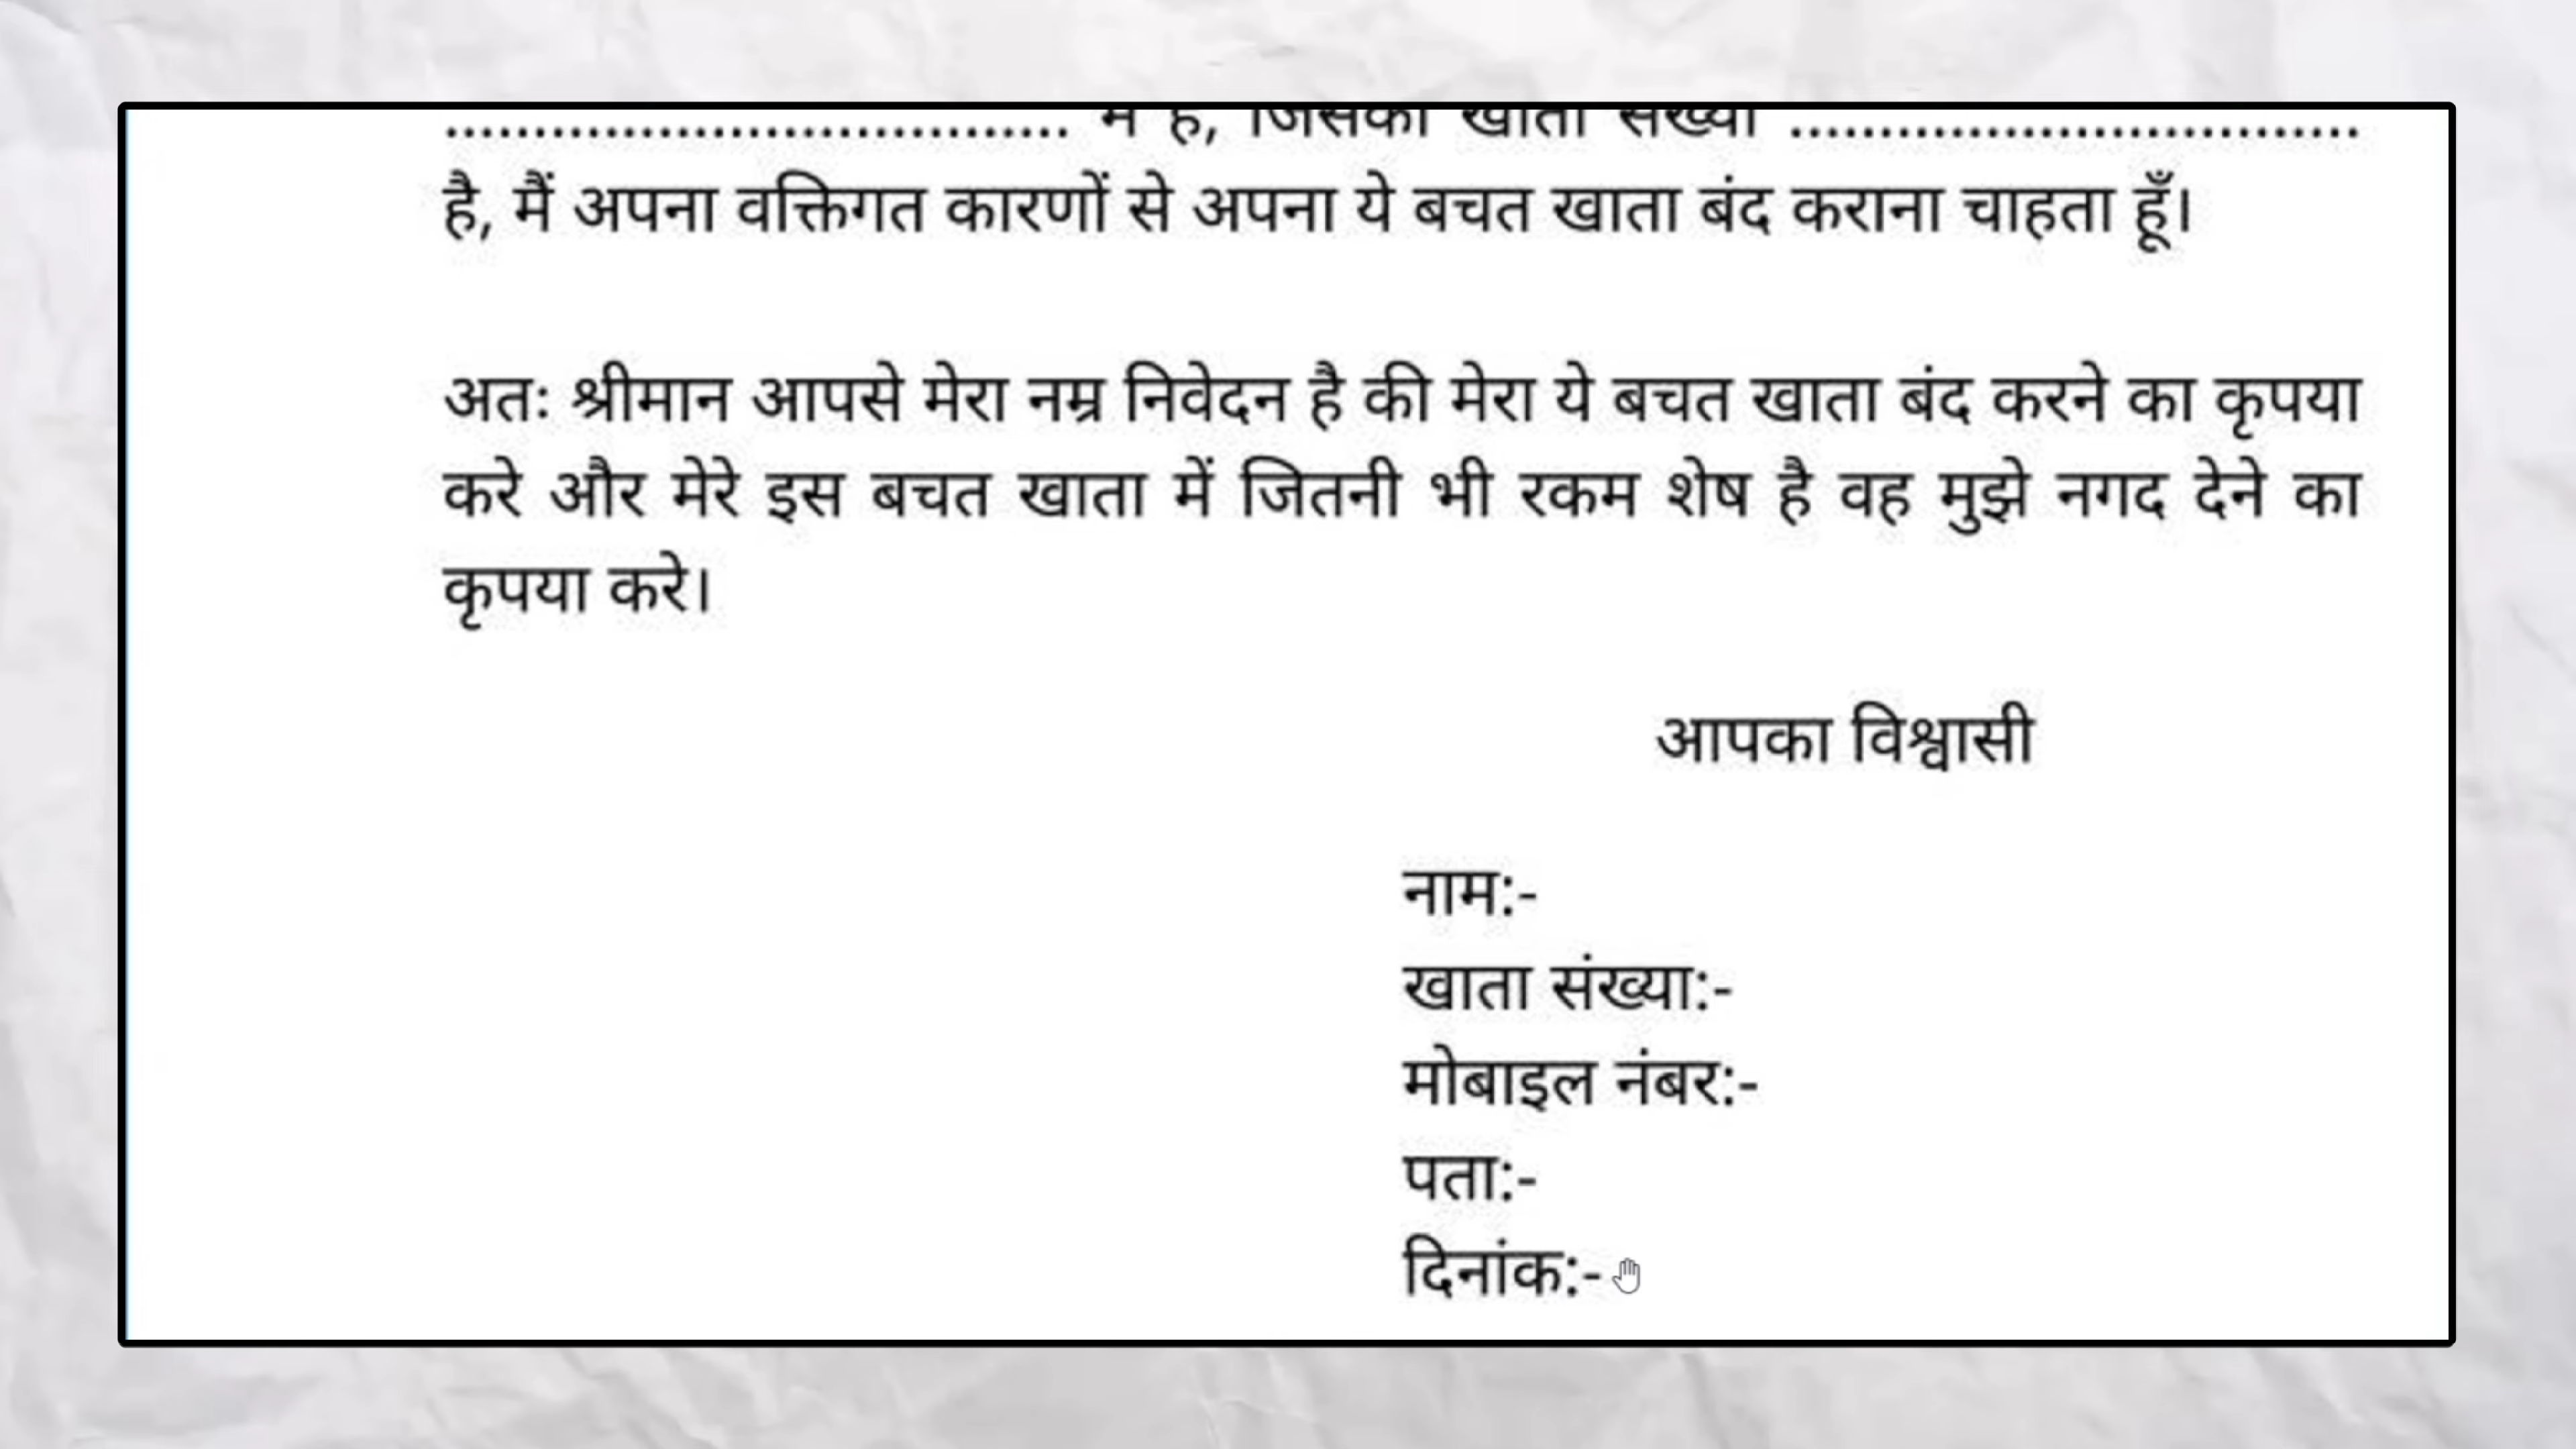 ................................. में है, जिसका खाता संख्या ..............................
है, मैं अपना वक्तिगत कारणों से अपना ये बचत खाता बंद कराना चाहता हूँ।
अतः श्रीमान आपसे मेरा नम्र निवेदन है की मेरा ये बचत खाता बंद करने का कृपया
करे और मेरे इस बचत खाता में जितनी भी रकम शेष है वह मुझे नगद देने का
कृपया करे।
आपका विश्वासी
नाम:-
खाता संख्या:-
मोबाइल नंबर:-
पता:-
दिनांक:-